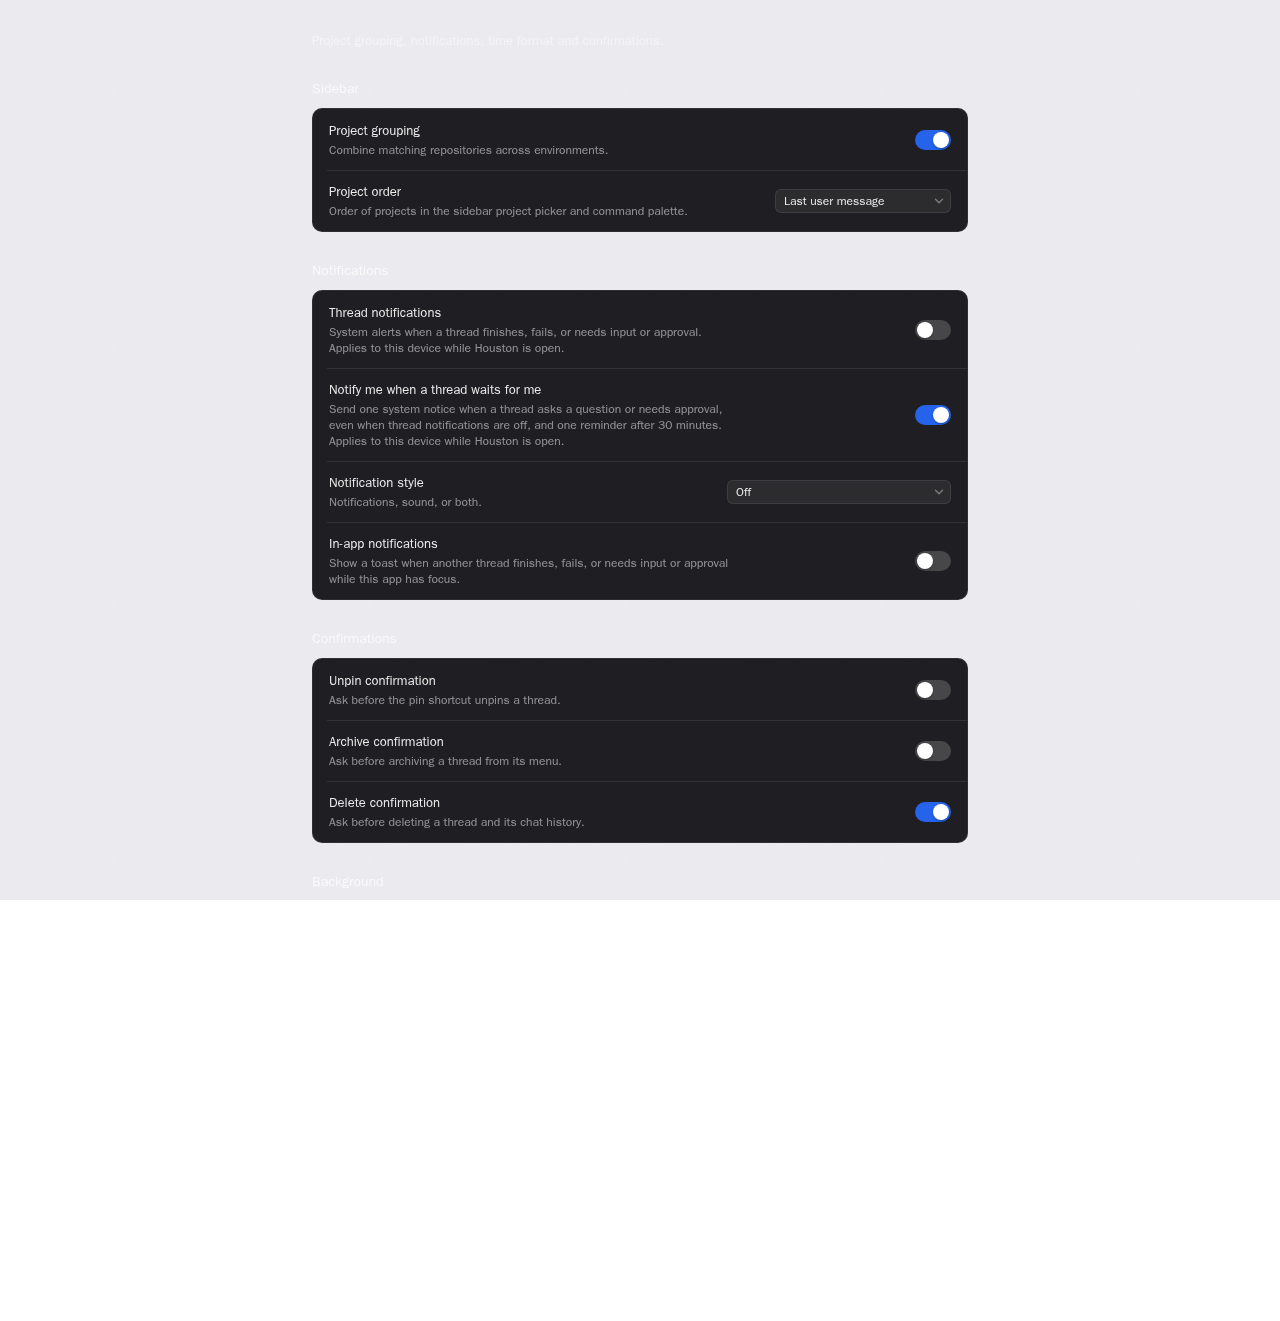 Project grouping, notifications, time format and confirmations.
Sidebar
Project grouping
Combine matching repositories across environments.
Project order
Order of projects in the sidebar project picker and command palette.
Last user message
Notifications
Thread notifications
System alerts when a thread finishes, fails, or needs input or approval.
Applies to this device while Houston is open.
Notify me when a thread waits for me
Send one system notice when a thread asks a question or needs approval,
even when thread notifications are off, and one reminder after 30 minutes.
Applies to this device while Houston is open.
Notification style
Notifications, sound, or both.
Off
In-app notifications
Show a toast when another thread finishes, fails, or needs input or approval
while this app has focus.
Confirmations
Unpin confirmation
Ask before the pin shortcut unpins a thread.
Archive confirmation
Ask before archiving a thread from its menu.
Delete confirmation
Ask before deleting a thread and its chat history.
Background